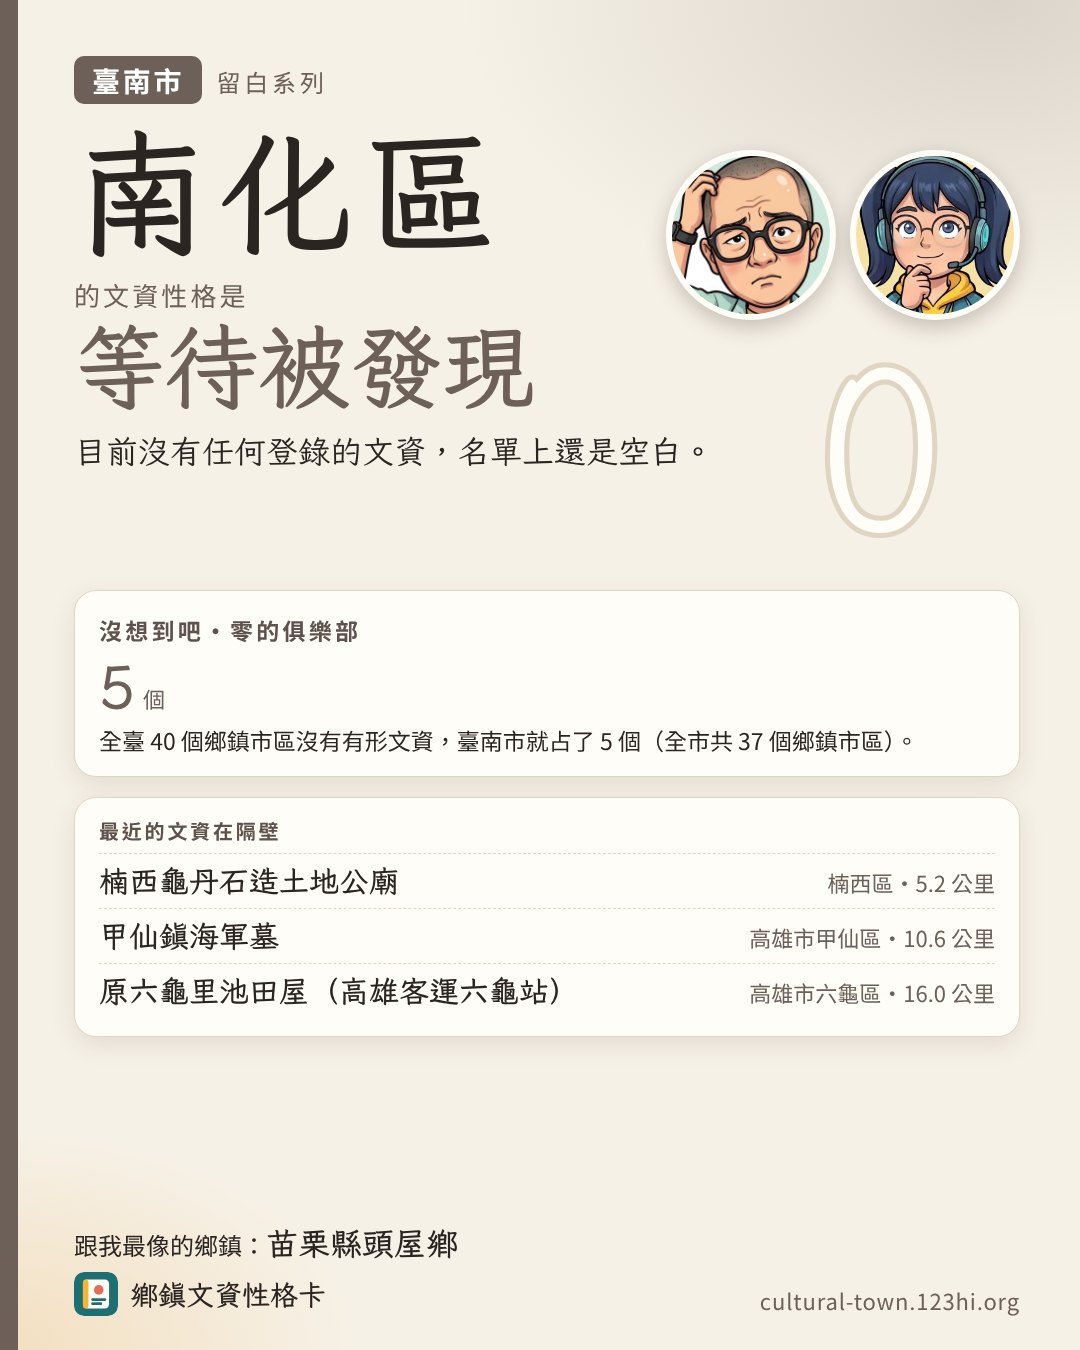 臺南市 留白系列
南化區
的文資性格是
等待被發現
目前沒有任何登錄的文資，名單上還是空白。
0
沒想到吧・零的俱樂部
5 個
全臺 40 個鄉鎮市區沒有有形文資，臺南市就占了 5 個（全市共 37 個鄉鎮市區）。
最近的文資在隔壁
楠西龜丹石造土地公廟 楠西區・5.2 公里
甲仙鎮海軍墓 高雄市甲仙區・10.6 公里
原六龜里池田屋（高雄客運六龜站） 高雄市六龜區・16.0 公里
跟我最像的鄉鎮：苗栗縣頭屋鄉
鄉鎮文資性格卡 cultural-town.123hi.org